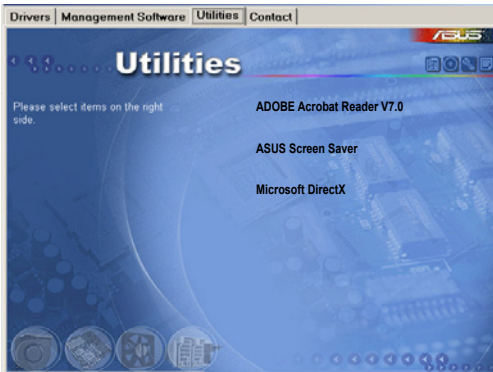 Drivers Management Software Utilities Contact
ASUS
Utilities
Please select items on the right
side.
ADOBE Acrobat Reader V7.0
ASUS Screen Saver
Microsoft DirectX